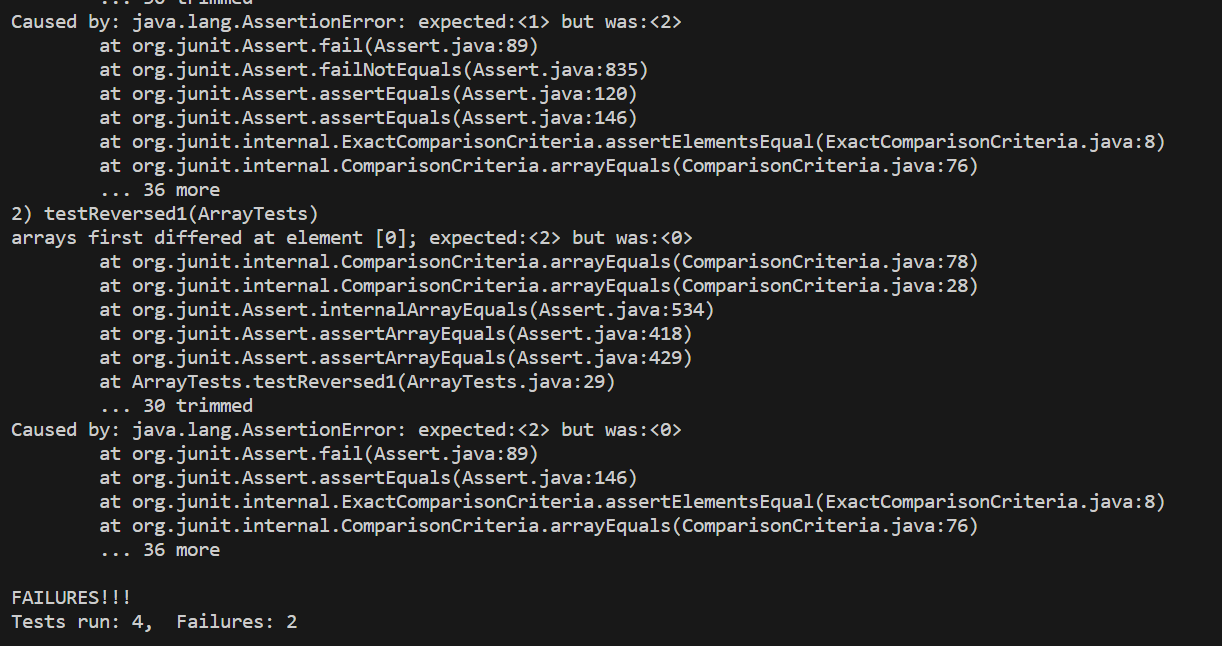 ... 30 trimmed
Caused by: java.lang.AssertionError: expected:<1> but was:<2>
at org.junit.Assert.fail(Assert.java:89)
at org.junit.Assert.failNotEquals(Assert.java:835)
at org.junit.Assert.assertEquals(Assert.java:120)
at org.junit.Assert.assertEquals(Assert.java:146)
at org.junit.internal.ExactComparisonCriteria.assertElementsEqual(ExactComparisonCriteria.java:8)
at org.junit.internal.ComparisonCriteria.arrayEquals(ComparisonCriteria.java:76)
... 36 more
2) testReversed1(ArrayTests)
arrays first differed at element [0]; expected:<2> but was:<0>
at org.junit.internal.ComparisonCriteria.arrayEquals(ComparisonCriteria.java:78)
at org.junit.internal.ComparisonCriteria.arrayEquals(ComparisonCriteria.java:28)
at org.junit.Assert.internalArrayEquals(Assert.java:534)
at org.junit.Assert.assertArrayEquals(Assert.java:418)
at org.junit.Assert.assertArrayEquals(Assert.java:429)
at ArrayTests.testReversed1(ArrayTests.java:29)
... 30 trimmed
Caused by: java.lang.AssertionError: expected:<2> but was:<0>
at org.junit.Assert.fail(Assert.java:89)
at org.junit.Assert.assertEquals(Assert.java:146)
at org.junit.internal.ExactComparisonCriteria.assertElementsEqual(ExactComparisonCriteria.java:8)
at org.junit.internal.ComparisonCriteria.arrayEquals(ComparisonCriteria.java:76)
... 36 more
FAILURES!!!
Tests run: 4,  Failures: 2